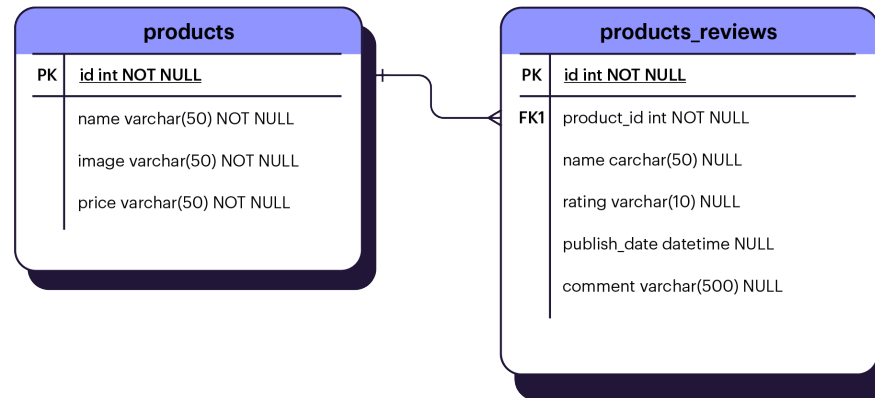 products
PK id int NOT NULL
name varchar(50) NOT NULL
image varchar(50) NOT NULL
price varchar(50) NOT NULL
products_reviews
PK id int NOT NULL
FK1 product_id int NOT NULL
name carchar(50) NULL
rating varchar(10) NULL
publish_date datetime NULL
comment varchar(500) NULL